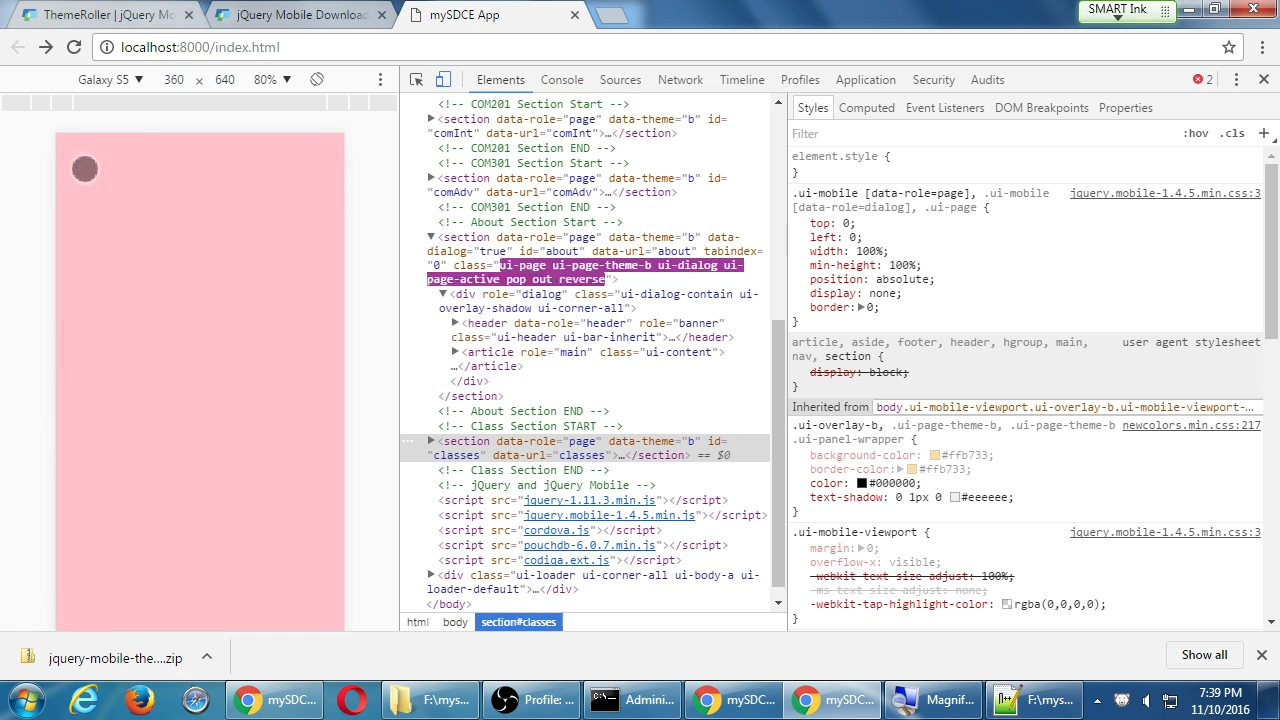 ThemeRoller | jQuery Mo
jQuery Mobile Download
mySDCE App
SMART Ink
localhost:8000/index.html
Galaxy S5 ▼ 360 × 640 80% ▼
Elements Console Sources Network Timeline Profiles Application Security Audits 2
<!-- COM201 Section Start -->
<section data-role="page" data-theme="b" id=
"comInt" data-url="comInt">…</section>
<!-- COM201 Section END -->
<!-- COM301 Section Start -->
<section data-role="page" data-theme="b" id=
"comAdv" data-url="comAdv">…</section>
<!-- COM301 Section END -->
<!-- About Section Start -->
<section data-role="page" data-theme="b" data-
dialog="true" id="about" data-url="about" tabindex=
"0" class="ui-page ui-page-theme-b ui-dialog ui-
page-active pop out reverse">
<div role="dialog" class="ui-dialog-contain ui-
overlay-shadow ui-corner-all">
<header data-role="header" role="banner"
class="ui-header ui-bar-inherit">…</header>
<article role="main" class="ui-content">
…</article>
</div>
</section>
<!-- About Section END -->
<!-- Class Section START -->
<section data-role="page" data-theme="b" id=
"classes" data-url="classes">…</section> == $0
<!-- Class Section END -->
<!-- jQuery and jQuery Mobile -->
<script src="jquery-1.11.3.min.js"></script>
<script src="jquery.mobile-1.4.5.min.js"></script>
<script src="cordova.js"></script>
<script src="pouchdb-6.0.7.min.js"></script>
<script src="codiqa.ext.js"></script>
<div class="ui-loader ui-corner-all ui-body-a ui-
loader-default">…</div>
</body>
html body section#classes
Styles Computed Event Listeners DOM Breakpoints Properties
Filter :hov .cls +
element.style {
}
.ui-mobile [data-role=page], .ui-mobile jquery.mobile-1.4.5.min.css:3
[data-role=dialog], .ui-page {
top: 0;
left: 0;
width: 100%;
min-height: 100%;
position: absolute;
display: none;
border: 0;
}
article, aside, footer, header, hgroup, main, user agent stylesheet
nav, section {
display: block;
}
Inherited from body.ui-mobile-viewport.ui-overlay-b.ui-mobile-viewport-…
.ui-overlay-b, .ui-page-theme-b, .ui-page-theme-b newcolors.min.css:217
.ui-panel-wrapper {
background-color: #ffb733;
border-color: #ffb733;
color: #000000;
text-shadow: 0 1px 0 #eeeeee;
}
.ui-mobile-viewport { jquery.mobile-1.4.5.min.css:3
margin: 0;
overflow-x: visible;
-webkit-text-size-adjust: 100%;
-ms-text-size-adjust: none;
-webkit-tap-highlight-color: rgba(0,0,0,0);
jquery-mobile-the....zip
Show all
mySDC...
F:\mys...
Profile: ...
Admini...
mySDC...
mySDC...
Magnif...
F:\mys...
7:39 PM
11/10/2016